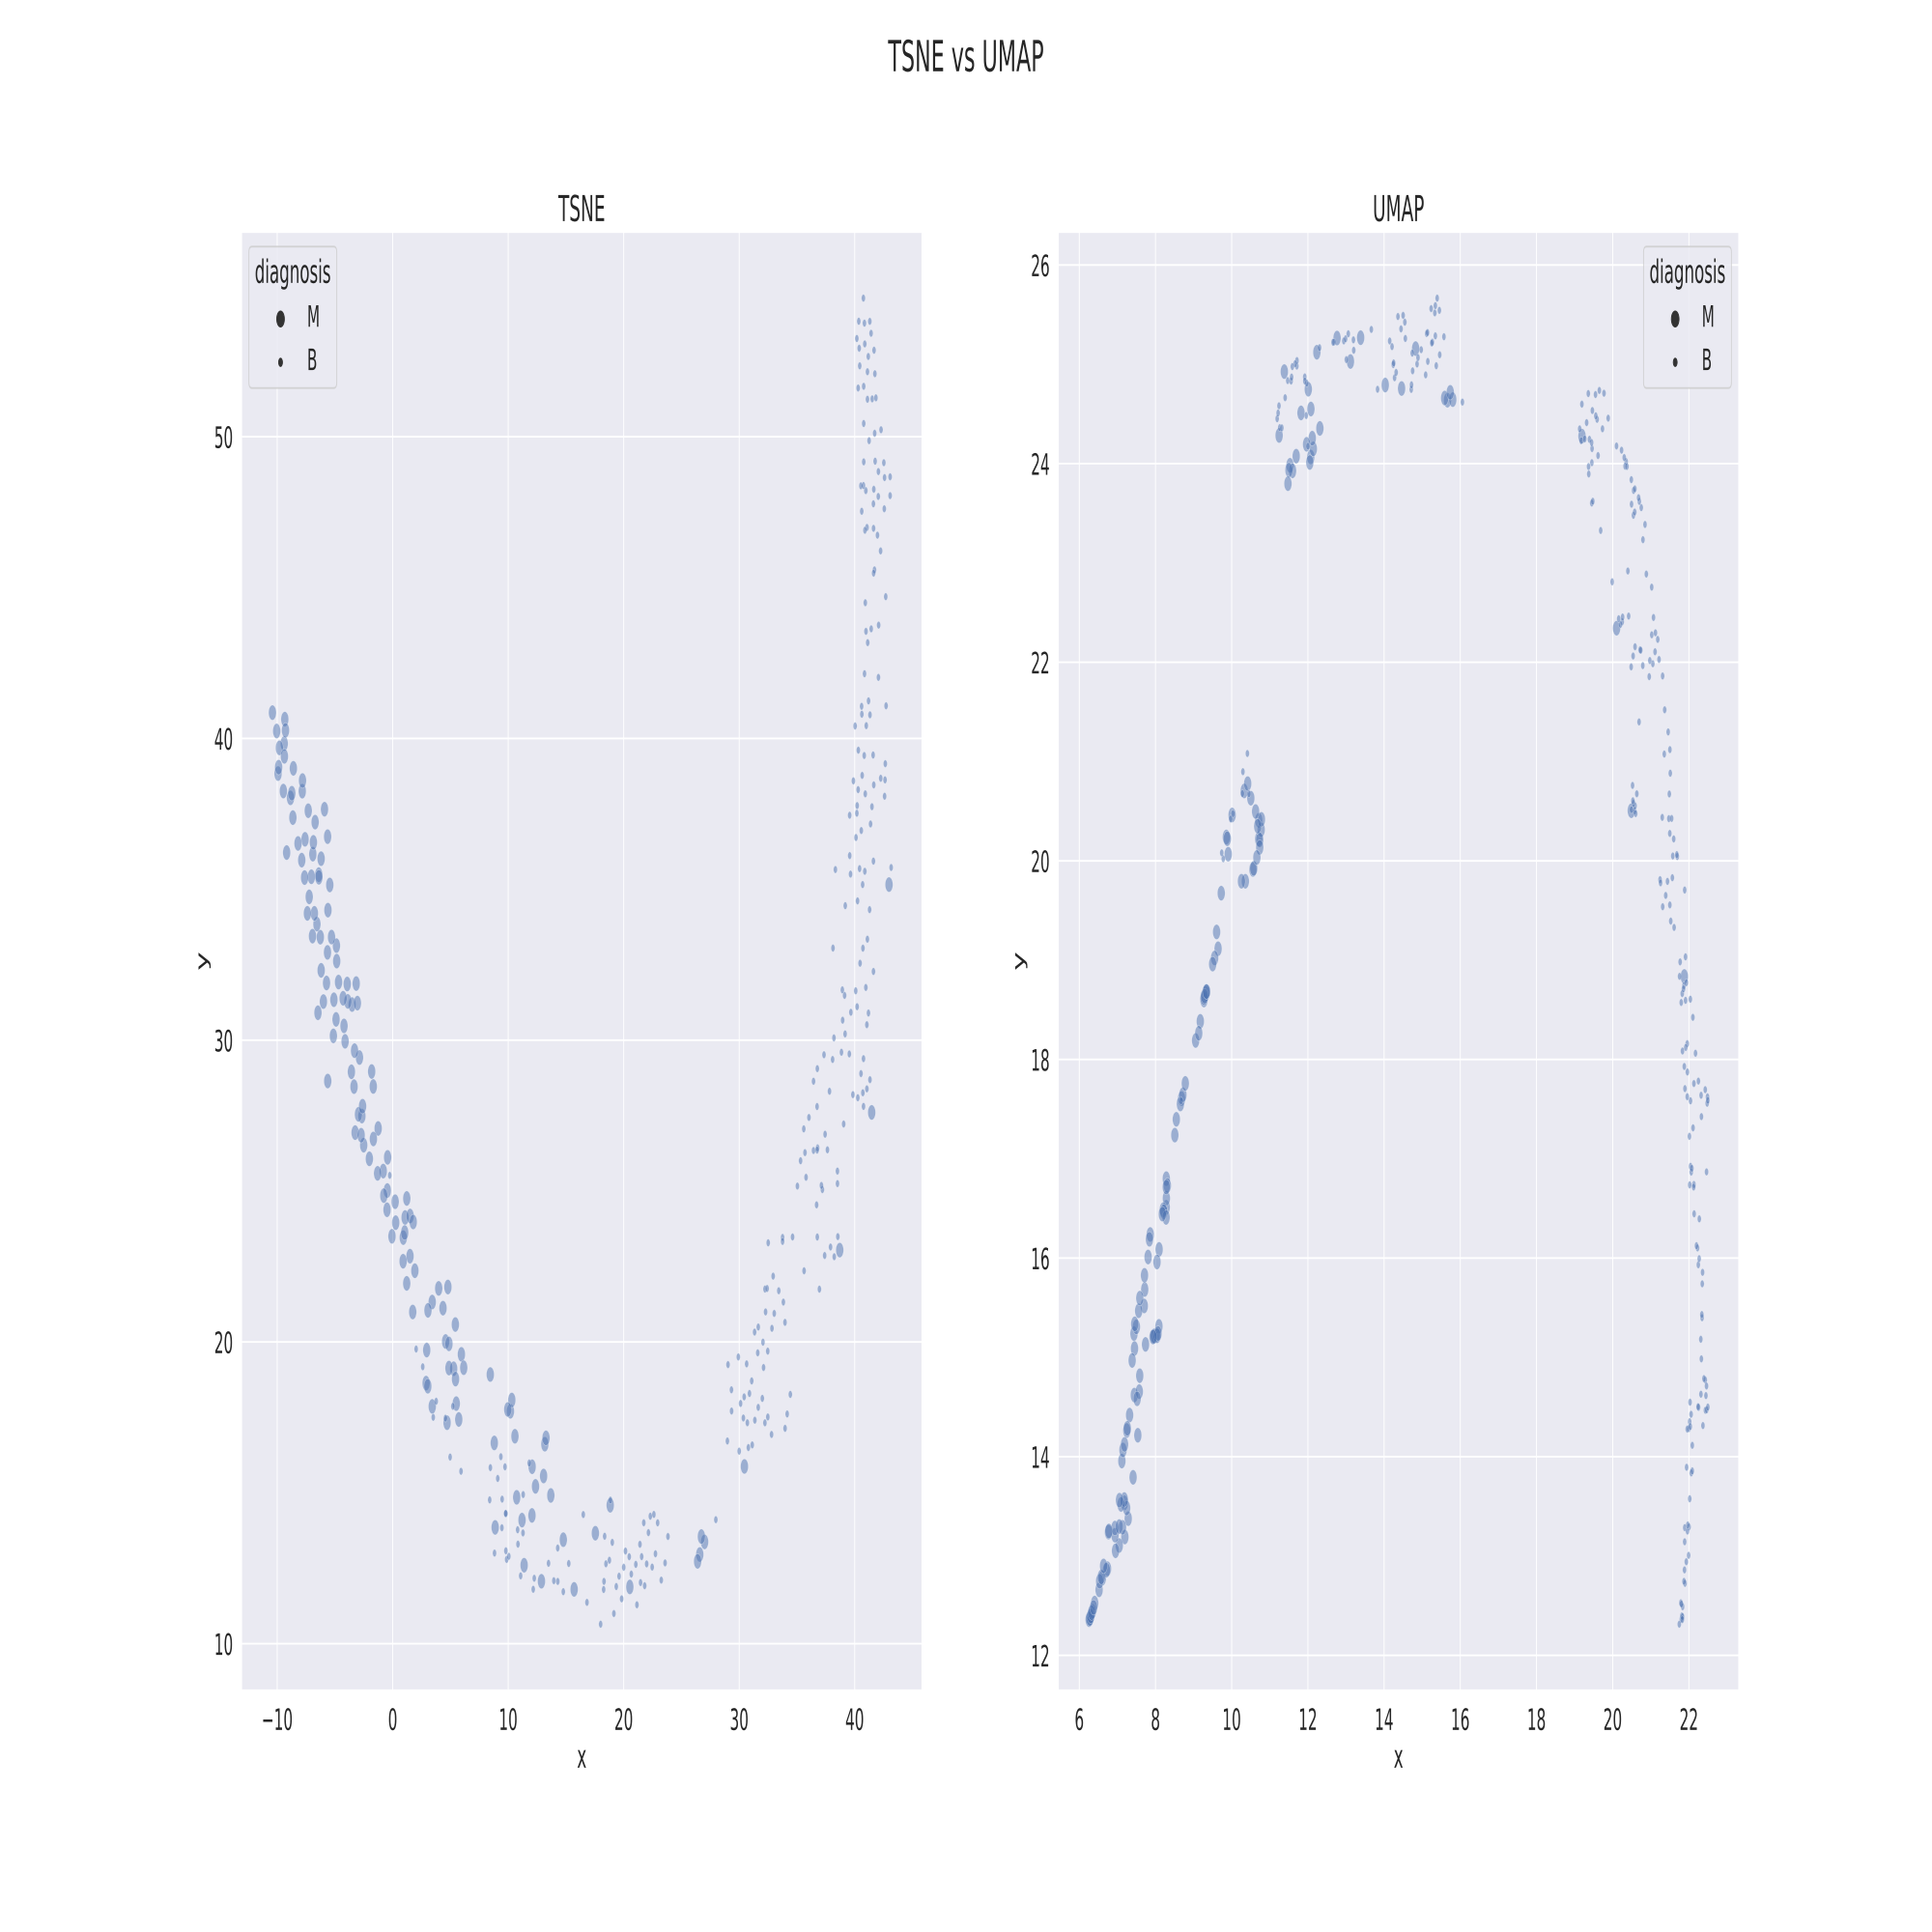 TSNE vs UMAP
TSNE
diagnosis
M
B
50
40
30
20
10
y
−10 0 10 20 30 40
x
UMAP
diagnosis
M
B
26
24
22
20
18
16
14
12
y
6 8 10 12 14 16 18 20 22
x